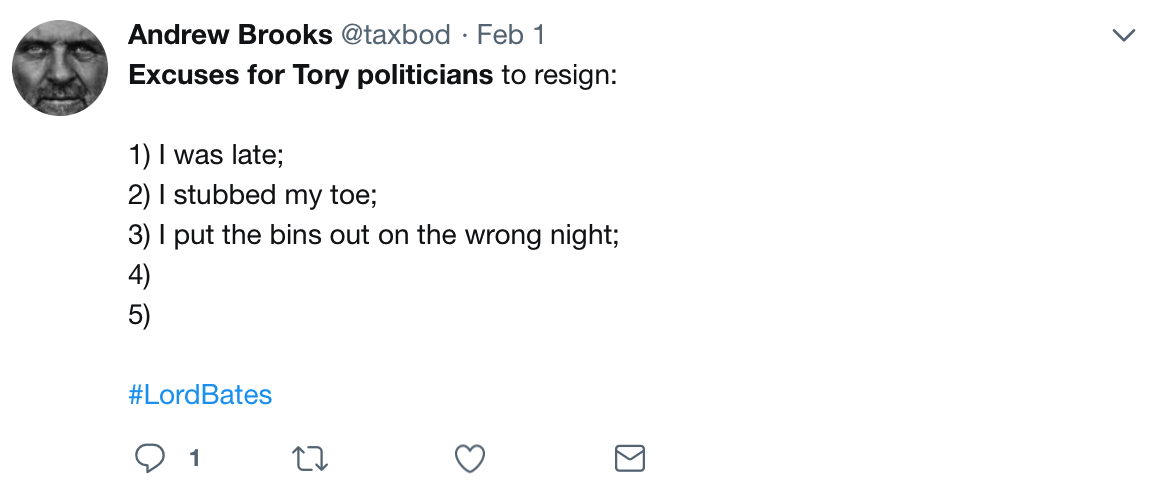 Andrew Brooks @taxbod · Feb 1
Excuses for Tory politicians to resign:
1) I was late;
2) I stubbed my toe;
3) I put the bins out on the wrong night;
4)
5)
#LordBates
1